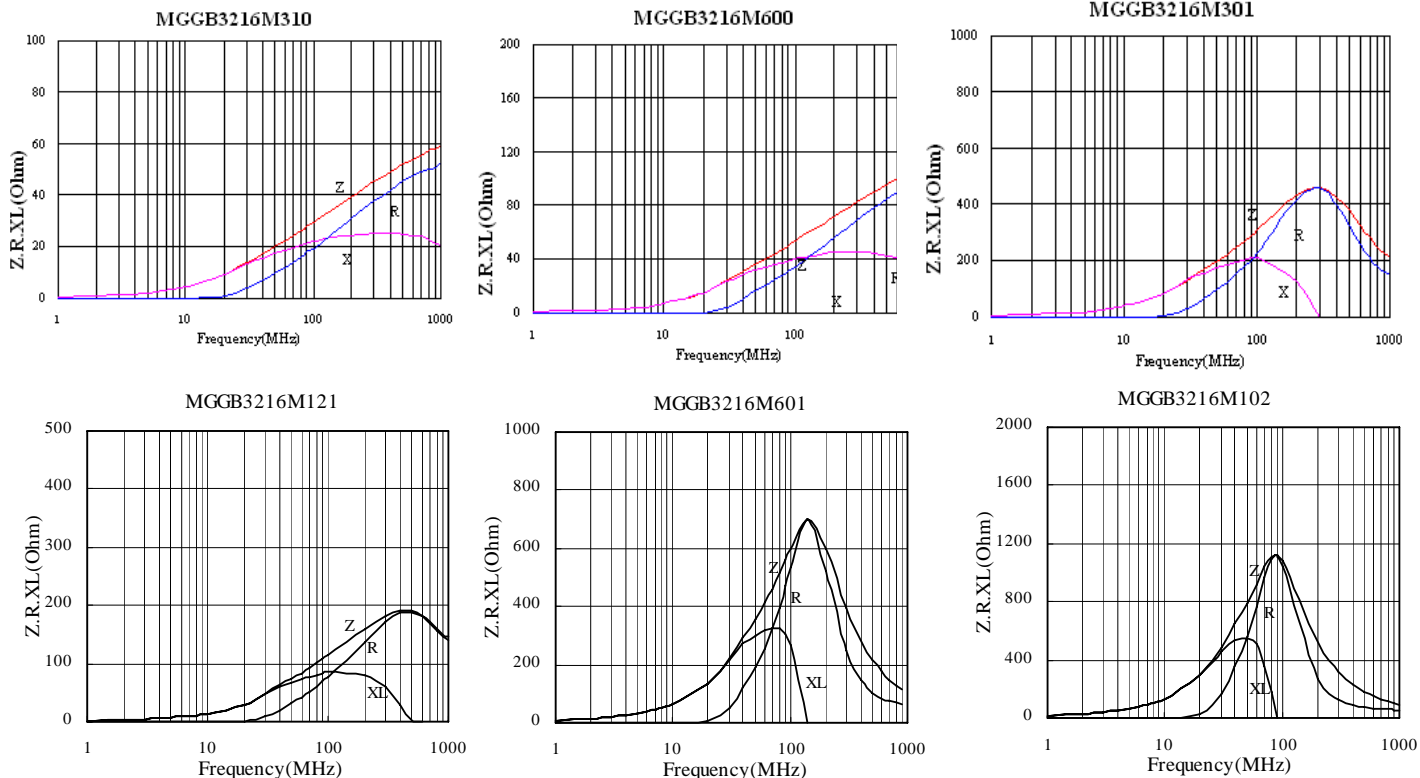 MGGB3216M310
Z.R.XL(Ohm)
100
80
60
40
20
0
Z
R
X
1
10
100
1000
Frequency(MHz)
MGGB3216M600
Z.R.XL(Ohm)
200
160
120
80
40
0
Z
R
X
1
10
100
Frequency(MHz)
MGGB3216M301
Z.R.XL(Ohm)
1000
800
600
400
200
0
Z
R
X
1
10
100
1000
Frequency(MHz)
MGGB3216M121
Z.R.XL(Ohm)
500
400
300
200
100
0
Z
R
XL
1
10
100
1000
Frequency(MHz)
MGGB3216M601
Z.R.XL(Ohm)
1000
800
600
400
200
0
Z
R
XL
1
10
100
1000
Frequency(MHz)
MGGB3216M102
Z.R.XL(Ohm)
2000
1600
1200
800
400
0
Z
R
XL
1
10
100
1000
Frequency(MHz)